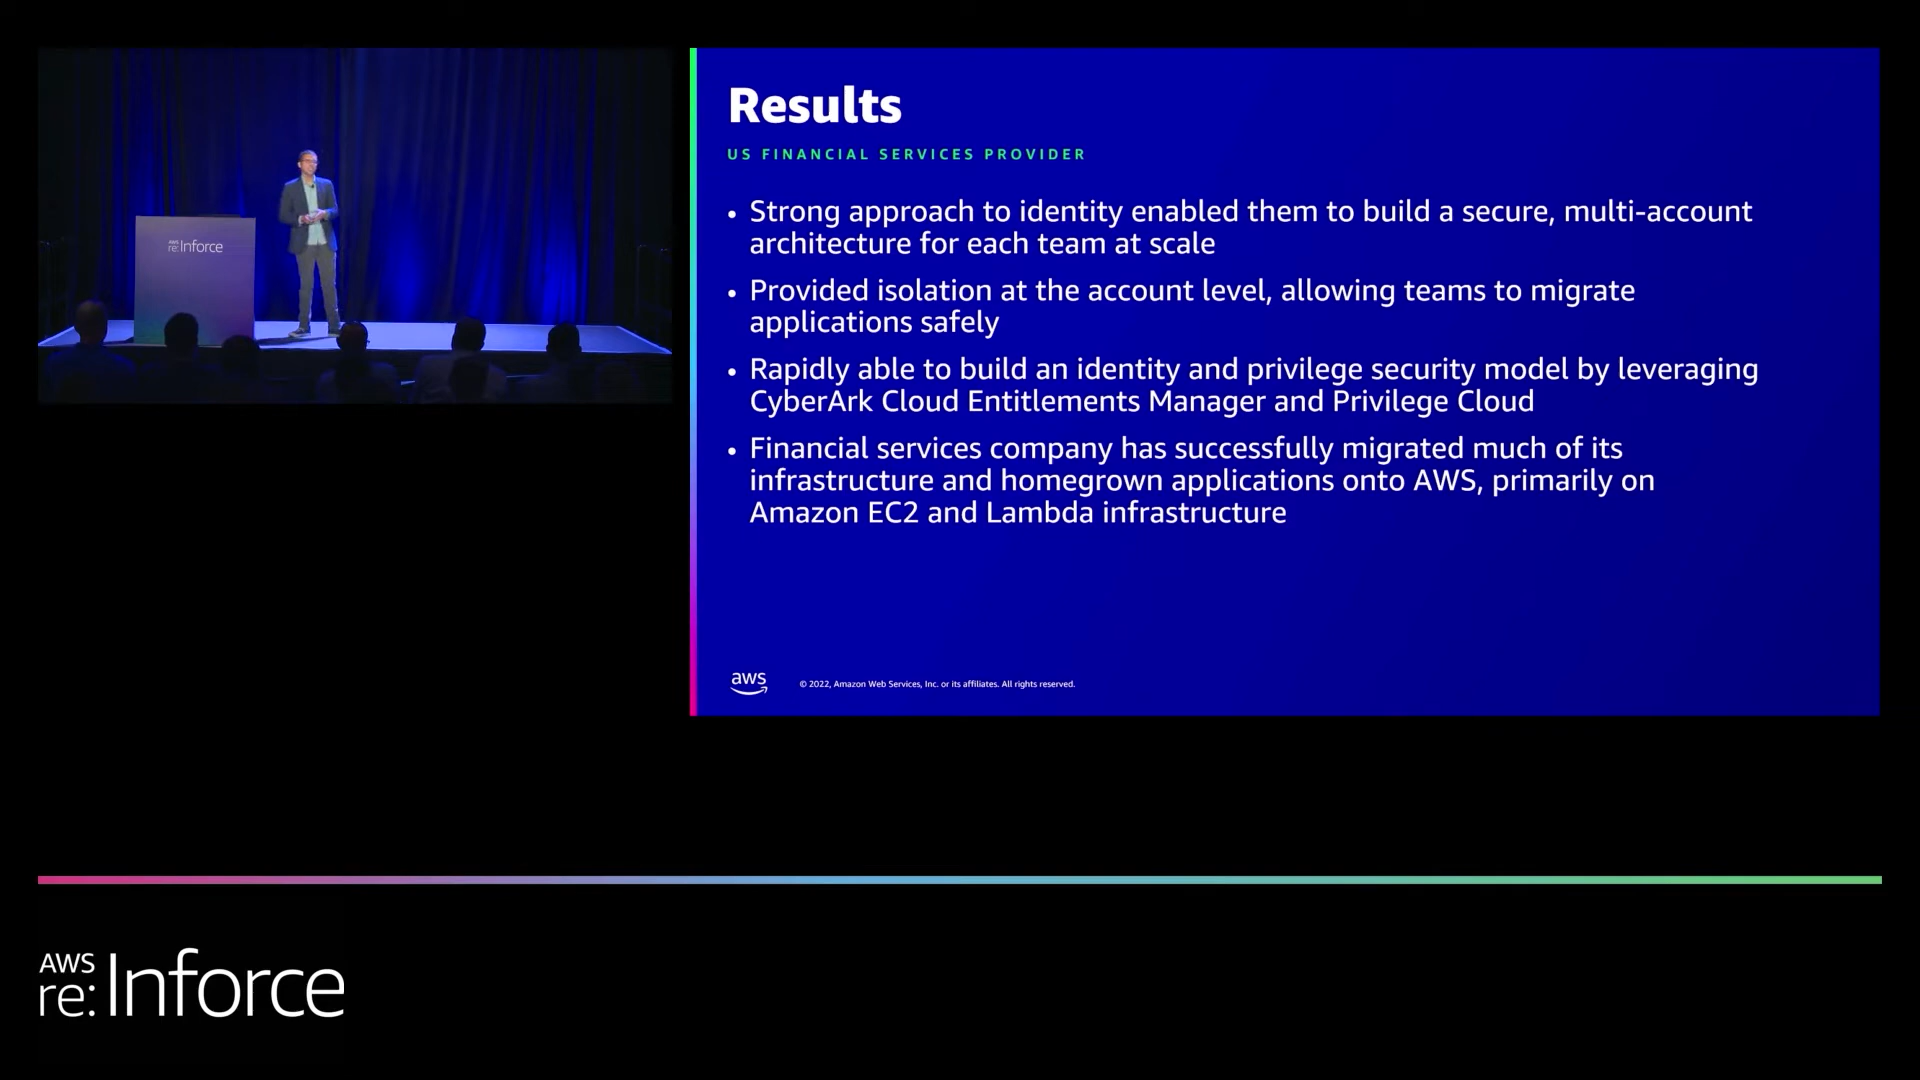 AWS
re:Inforce
Results
US FINANCIAL SERVICES PROVIDER
• Strong approach to identity enabled them to build a secure, multi-account
architecture for each team at scale
• Provided isolation at the account level, allowing teams to migrate
applications safely
• Rapidly able to build an identity and privilege security model by leveraging
CyberArk Cloud Entitlements Manager and Privilege Cloud
• Financial services company has successfully migrated much of its
infrastructure and homegrown applications onto AWS, primarily on
Amazon EC2 and Lambda infrastructure
aws
© 2022, Amazon Web Services, Inc. or its affiliates. All rights reserved.
AWS
re:Inforce